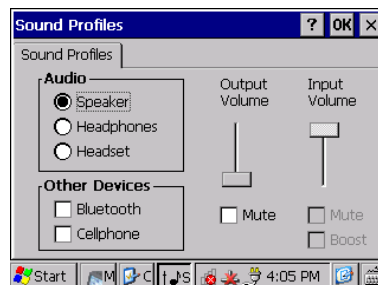 Sound Profiles ? OK ×
Sound Profiles
Audio
Speaker
Headphones
Headset
Output Volume
Input Volume
Other Devices
Bluetooth
Cellphone
Mute
Mute
Boost
Start M C S 4:05 PM